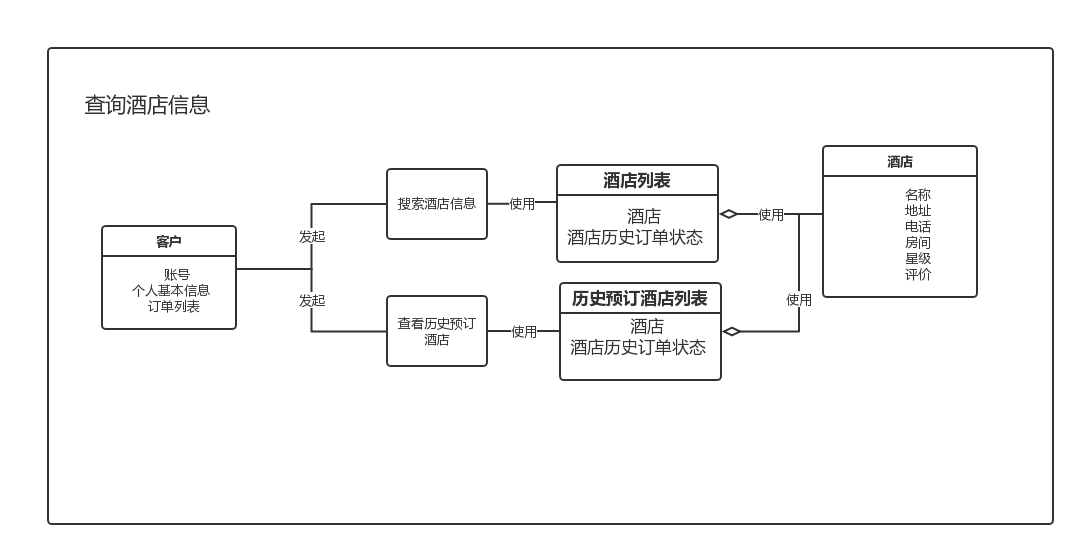 查询酒店信息
客户
账号
个人基本信息
订单列表
发起
发起
搜索酒店信息
查看历史预订
酒店
使用
使用
酒店列表
酒店
酒店历史订单状态
历史预订酒店列表
酒店
酒店历史订单状态
使用
使用
酒店
名称
地址
电话
房间
星级
评价